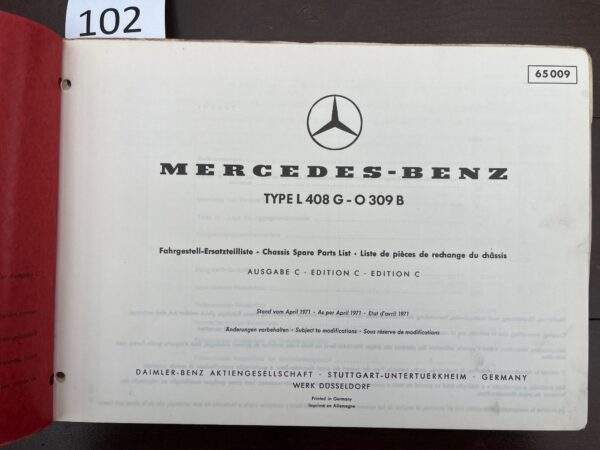 102
65 009
MERCEDES-BENZ
TYPE L 408 G - O 309 B
Fahrgestell-Ersatzteilliste · Chassis Spare Parts List · Liste de pièces de rechange du châssis
AUSGABE C · EDITION C · EDITION C
Stand vom April 1971 · As per April 1971 · Etat d'avril 1971
Änderungen vorbehalten · Subject to modifications · Sous réserve de modifications
DAIMLER-BENZ AKTIENGESELLSCHAFT · STUTTGART-UNTERTUERKHEIM · GERMANY
WERK DÜSSELDORF
Printed in Germany
Imprimé en Allemagne